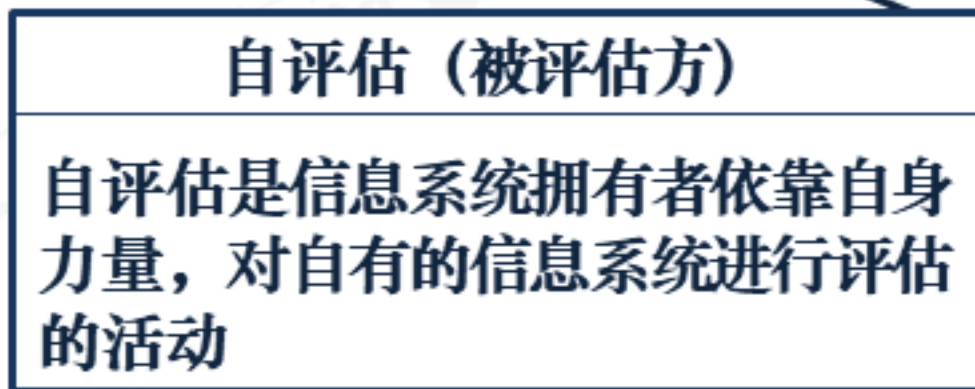 自评估（被评估方）
自评估是信息系统拥有者依靠自身
力量，对自有的信息系统进行评估
的活动